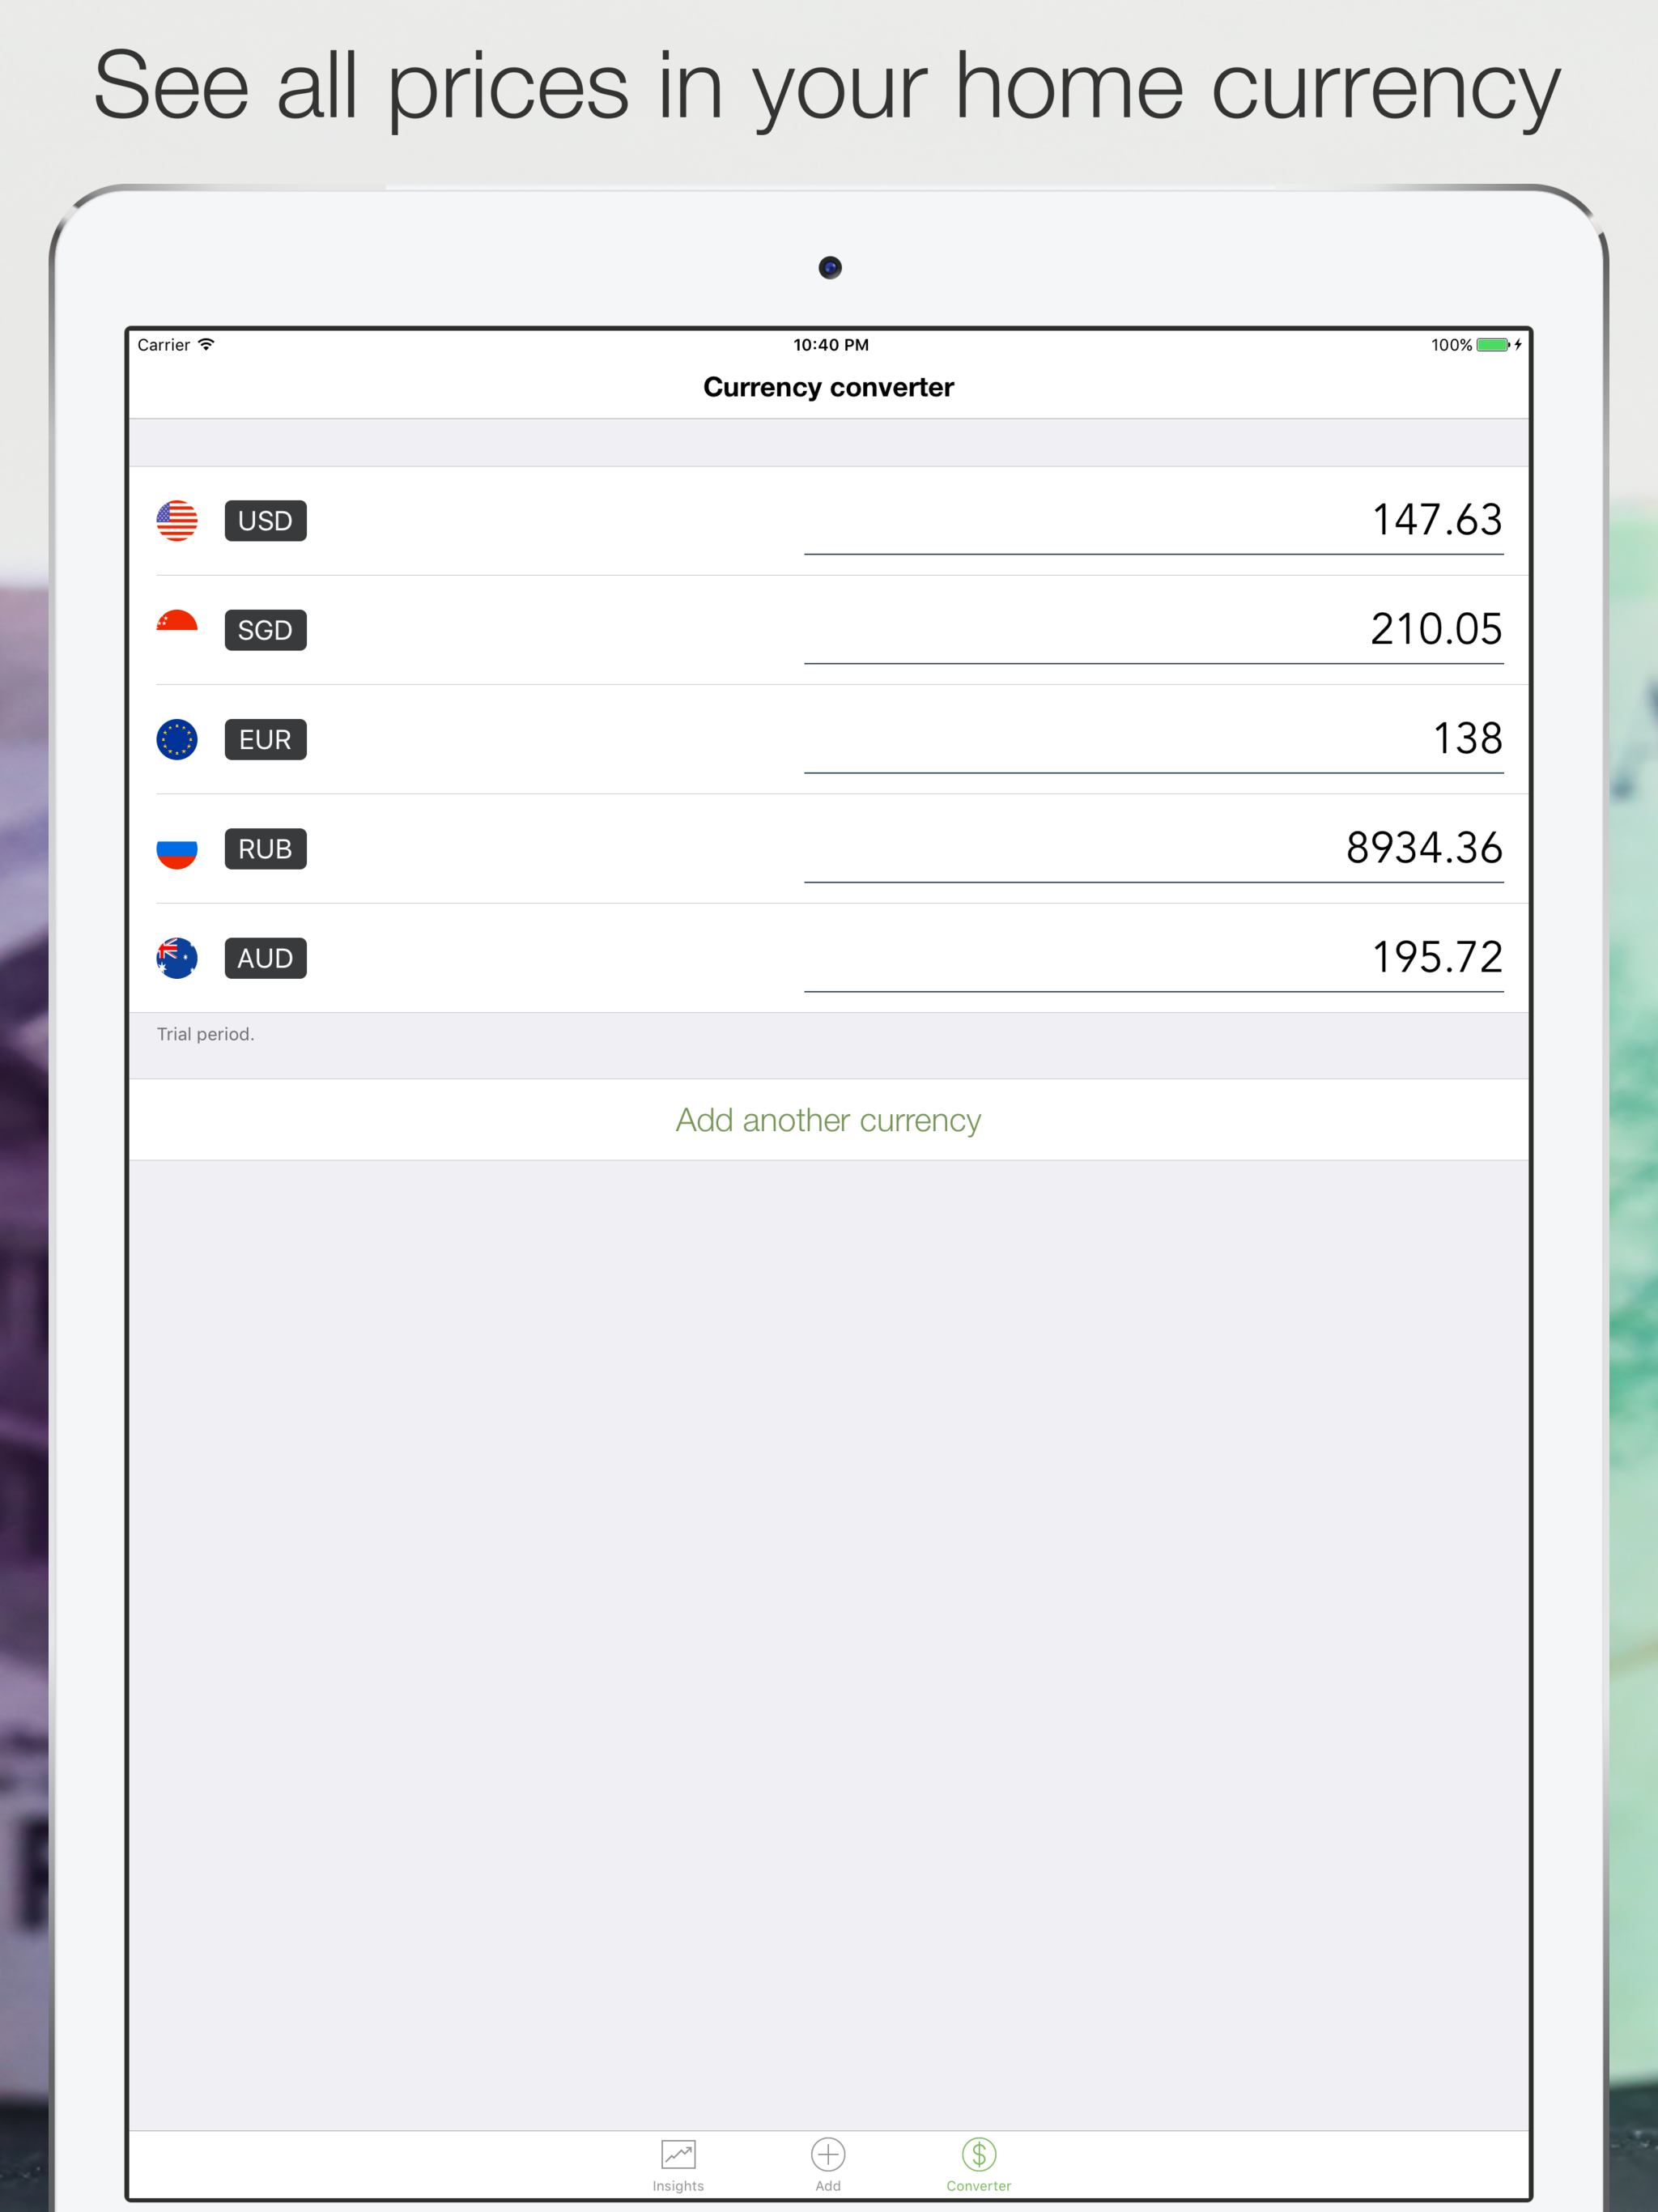 See all prices in your home currency
Carrier 10:40 PM 100%
Currency converter
USD 147.63
SGD 210.05
EUR 138
RUB 8934.36
AUD 195.72
Trial period.
Add another currency
Insights Add Converter